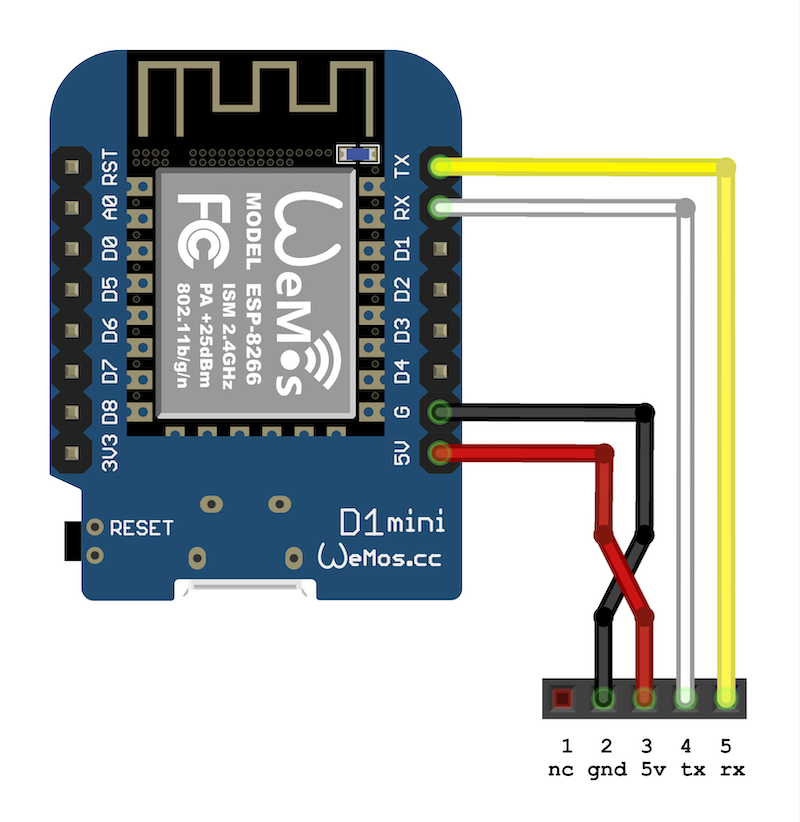 RST
A0
D0
D5
D6
D7
D8
3V3
TX
RX
D1
D2
D3
D4
G
5V
WeMos
FC
MODEL ESP-8266
ISM 2.4GHz
PA +25dBm
802.11b/g/n
RESET
D1 mini
WeMos.cc
1 2 3 4 5
nc gnd 5v tx rx